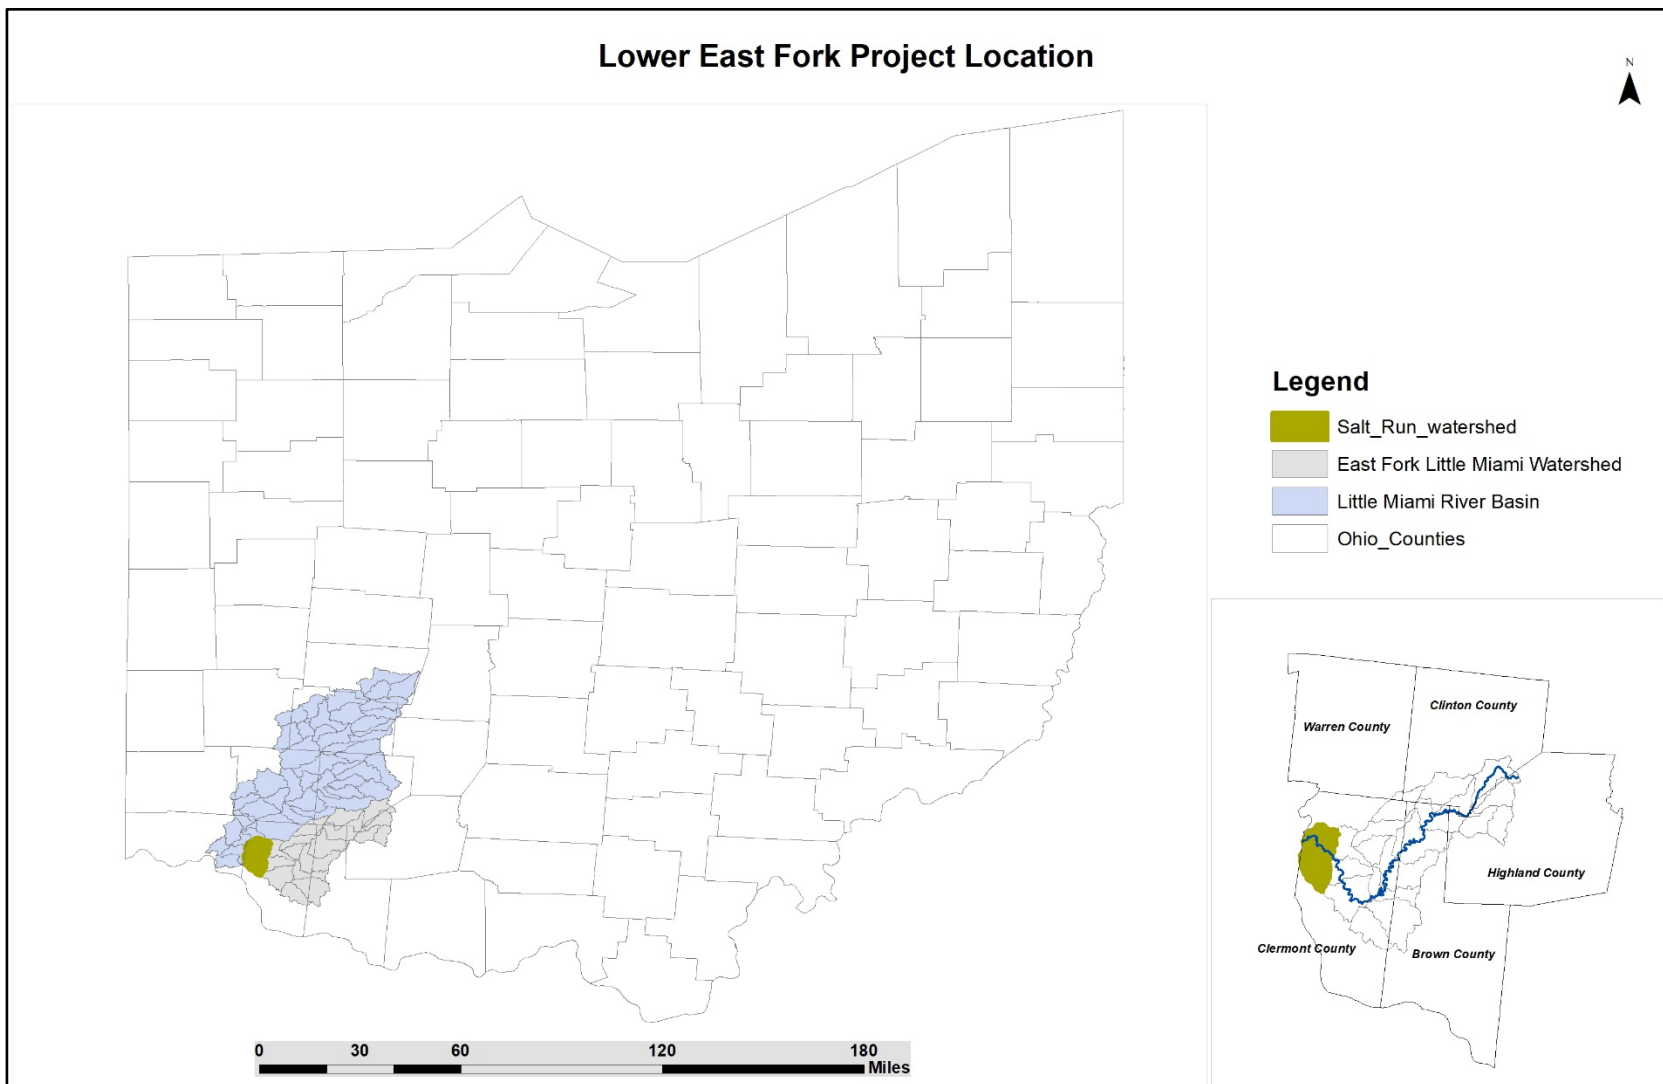 Lower East Fork Project Location
N
Legend
Salt_Run_watershed
East Fork Little Miami Watershed
Little Miami River Basin
Ohio_Counties
Clinton County
Warren County
Highland County
Clermont County
Brown County
0 30 60 120 180
Miles